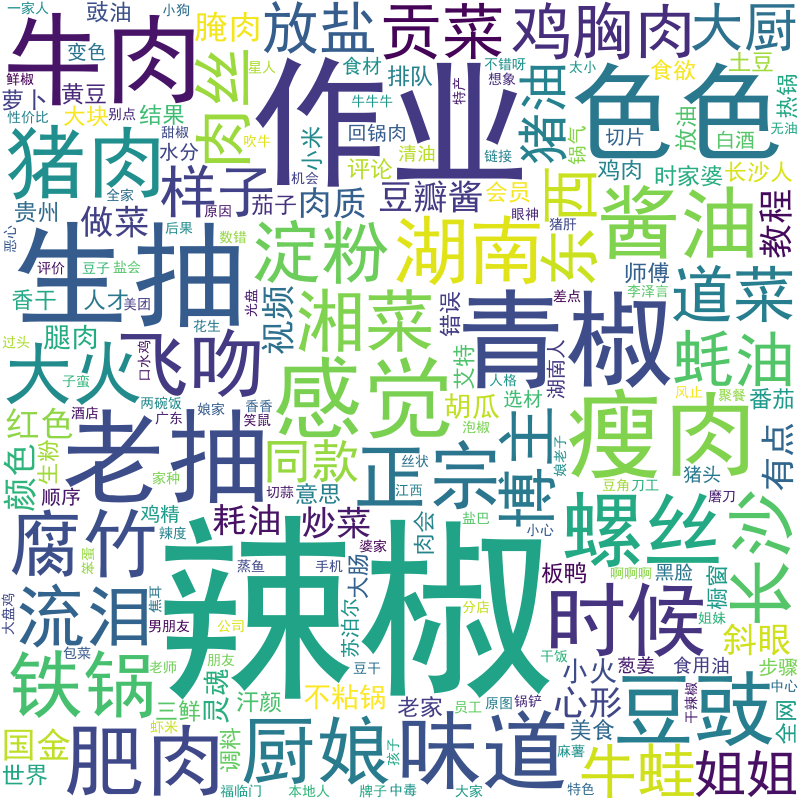 一家人
豉油
小狗
腌肉
放盐
贡菜
鸡胸肉
大厨
牛肉
变色
星人
食材
排队
不错呀
想象
特产
太小
食欲
土豆
热锅
鲜椒
萝卜
黄豆
大块
别点
结果
肉丝
作业
牛牛牛
猪油
色色
性价比
甜椒
吹牛
小米
回锅肉
切片
白酒
无油
猪肉
水分
机会
评论
清油
链接
锅气
放油
鸡肉
时家婆
长沙人
样子
全家
茄子
肉质
豆瓣酱
会员
眼神
东西
贵州
做菜
原因
猪肝
酱油
教程
恶心
后果
数错
生抽
评价
豆子
盐会
淀粉
湖南
师傅
香干
人才
美团
光盘
视频
错误
差点
李泽言
道菜
腿肉
花生
湘菜
青椒
过头
大火
口水鸡
飞吻
艾特
湖南人
蚝油
子蛮
感觉
人格
风止
聚餐
两碗饭
娘家
香香
胡瓜
选材
番茄
红色
酒店
广东
笑鼠
泡椒
娘老子
瘦肉
颜色
生粉
老抽
同款
正宗
博主
有点
家种
丝状
猪头
顺序
切蒜
意思
江西
豆角
刀工
磨刀
鸡精
耗油
炒菜
盐巴
腐竹
辣度
肉会
小心
螺丝
长沙
笨蛋
辣椒
婆家
蒸鱼
手机
大肠
板鸭
啊啊啊
黑脸
橱窗
大盘鸡
焦耳
流泪
苏泊尔
时候
分店
姐妹
男朋友
公司
斜眼
包菜
老师
朋友
豆干
干饭
小火
葱姜
食用油
步骤
铁锅
三鲜
灵魂
汗颜
不粘锅
老家
原图
锅铲
心形
豆豉
干辣椒
中心
国金
虾米
调料
厨娘
味道
员工
美食
全网
世界
肥肉
孩子
麻薯
牛蛙
姐姐
福临门
本地人
牌子
中毒
大家
特色